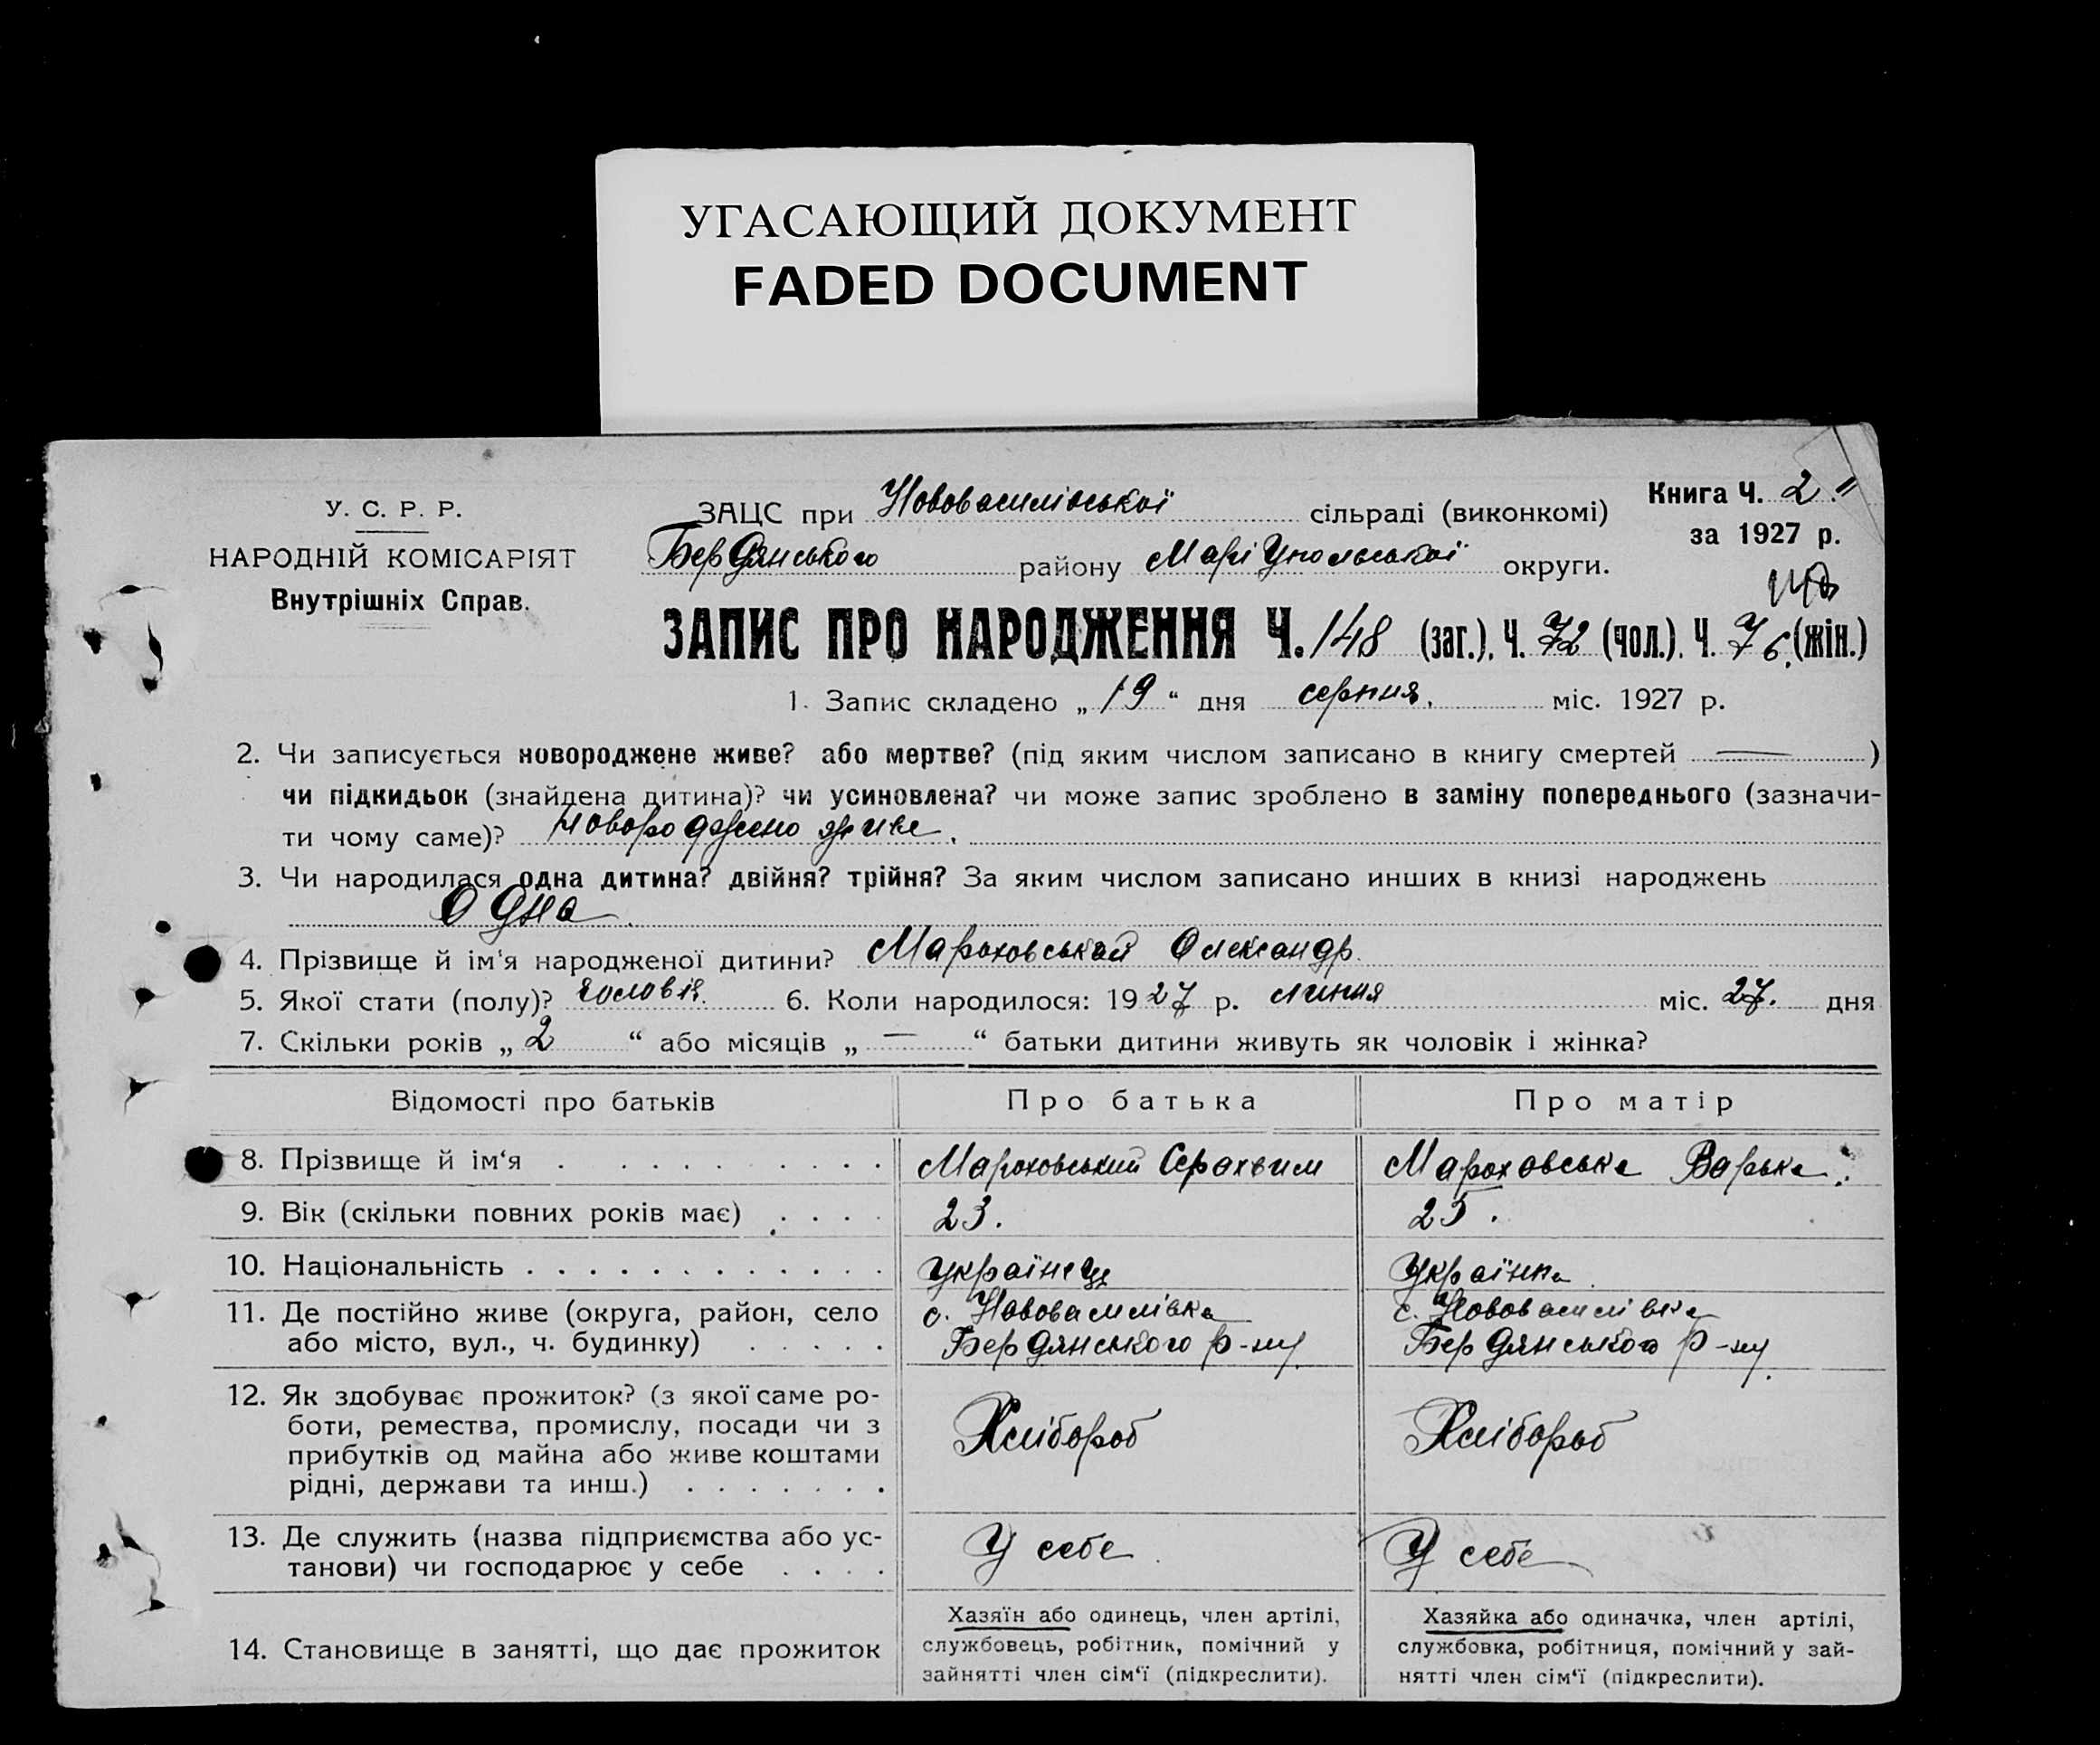 УГАСАЮЩИЙ ДОКУМЕНТ
FADED DOCUMENT
У. С. Р. Р.
НАРОДНІЙ КОМІСАРІЯТ
Внутрішніх Справ.
ЗАЦС при Нововасилівської сільраді (виконкомі)
Бердянського району Маріупольської округи.
Книга Ч. 2
за 1927 р.
ЗАПИС ПРО НАРОДЖЕННЯ Ч. 148 (заг.). Ч. 72 (чол.). Ч. 76 (жін.)
1. Запис складено „ 19 “ дня серпня. міс. 1927 р.
2. Чи записується новороджене живе? або мертве? (під яким числом записано в книгу смертей — )
чи підкидьок (знайдена дитина)? чи усиновлена? чи може запис зроблено в заміну попереднього (зазначи-
ти чому саме)? новороджено живе.
3. Чи народилася одна дитина? двійня? трійня? За яким числом записано инших в книзі народжень
Одна.
4. Прізвище й ім'я народженої дитини? Мароховський Олександр.
5. Якої стати (полу)? 6. Коли народилося: 1927 р. липня міс. 27. дня
7. Скільки років „ 2 “ або місяців „ — “ батьки дитини живуть як чоловік і жінка?
Відомості про батьків Про батька Про матір
8. Прізвище й ім‘я Мароховський Серахвим Мароховська Варька.
9. Вік (скільки повних років має) 23. 25.
10. Національність Українец Українка
11. Де постійно живе (округа, район, село с. Нововасилівка с. Нововасилівка
або місто, вул., ч. будинку) Бердянського р-ну Бердянського р-ну.
12. Як здобуває прожиток? (з якої саме ро-
боти, ремества, промислу, посади чи з Хлібороб Хлібороб
прибутків од майна або живе коштами
рідні, держави та инш.)
13. Де служить (назва підприємства або ус- У себе У себе
танови) чи господарює у себе
14. Становище в занятті, що дає прожиток
Хазяїн або одинець, член артілі,
службовець, робітник, помічний у
зайнятті член сім‘ї (підкреслити).
Хазяйка або одиначка, член артілі,
службовка, робітниця, помічний у зай-
нятті член сім‘ї (підкреслити).